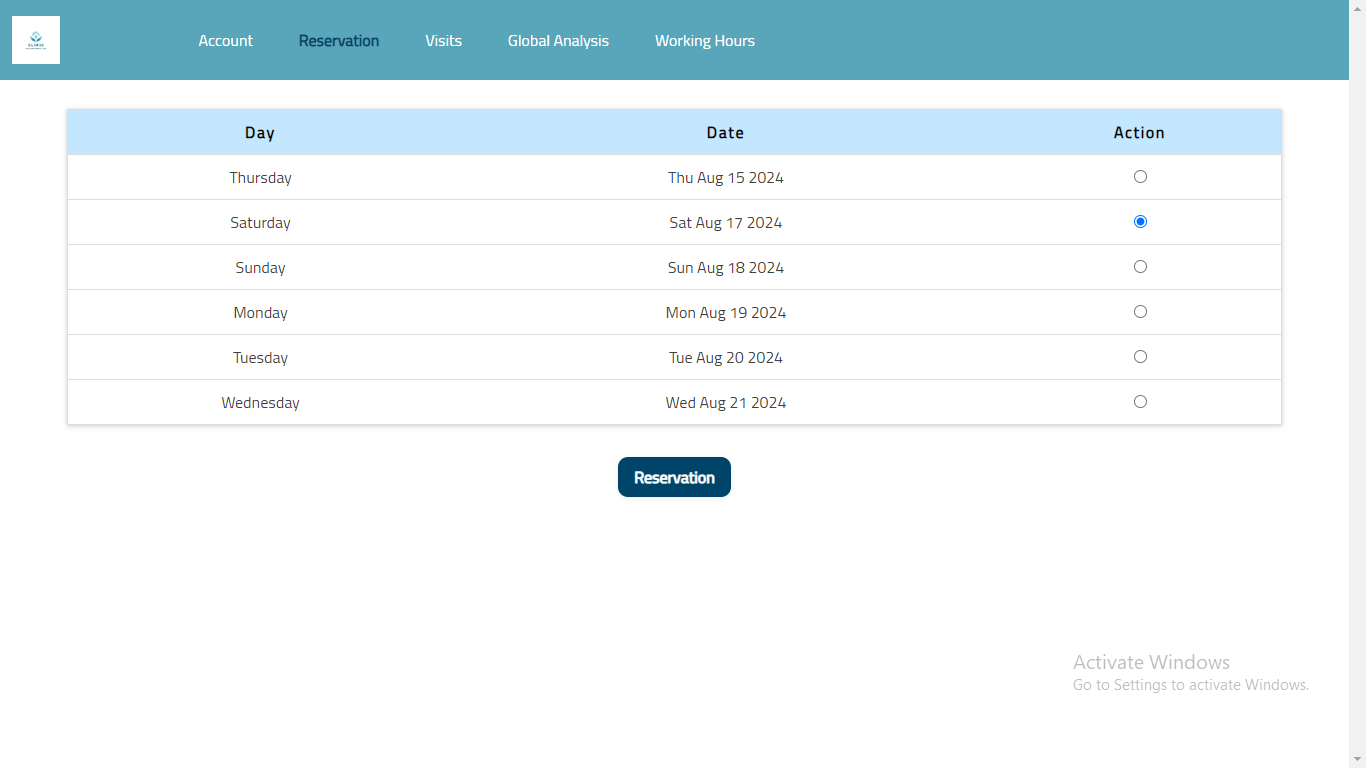 CLINIC
Account Reservation Visits Global Analysis Working Hours
Day Date Action
Thursday Thu Aug 15 2024
Saturday Sat Aug 17 2024
Sunday Sun Aug 18 2024
Monday Mon Aug 19 2024
Tuesday Tue Aug 20 2024
Wednesday Wed Aug 21 2024
Reservation
Activate Windows
Go to Settings to activate Windows.